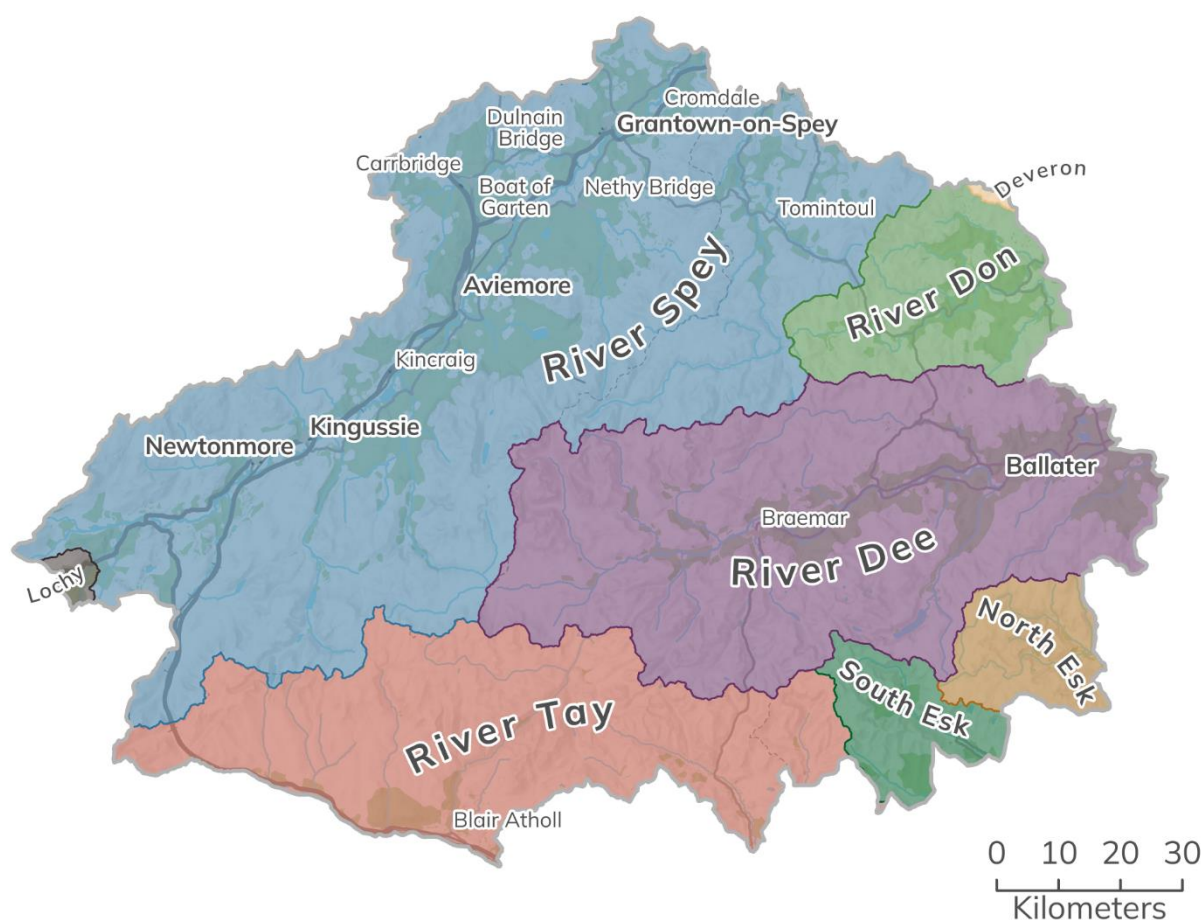 Cromdale
Dulnain
Bridge
Grantown-on-Spey
Carrbridge
Boat of
Garten
Nethy Bridge
Deveron
Tomintoul
River Spey
River Don
Aviemore
Kincraig
Kingussie
Newtonmore
Ballater
Braemar
River Dee
Lochy
North Esk
South Esk
River Tay
Blair Atholl
0 10 20 30
Kilometers